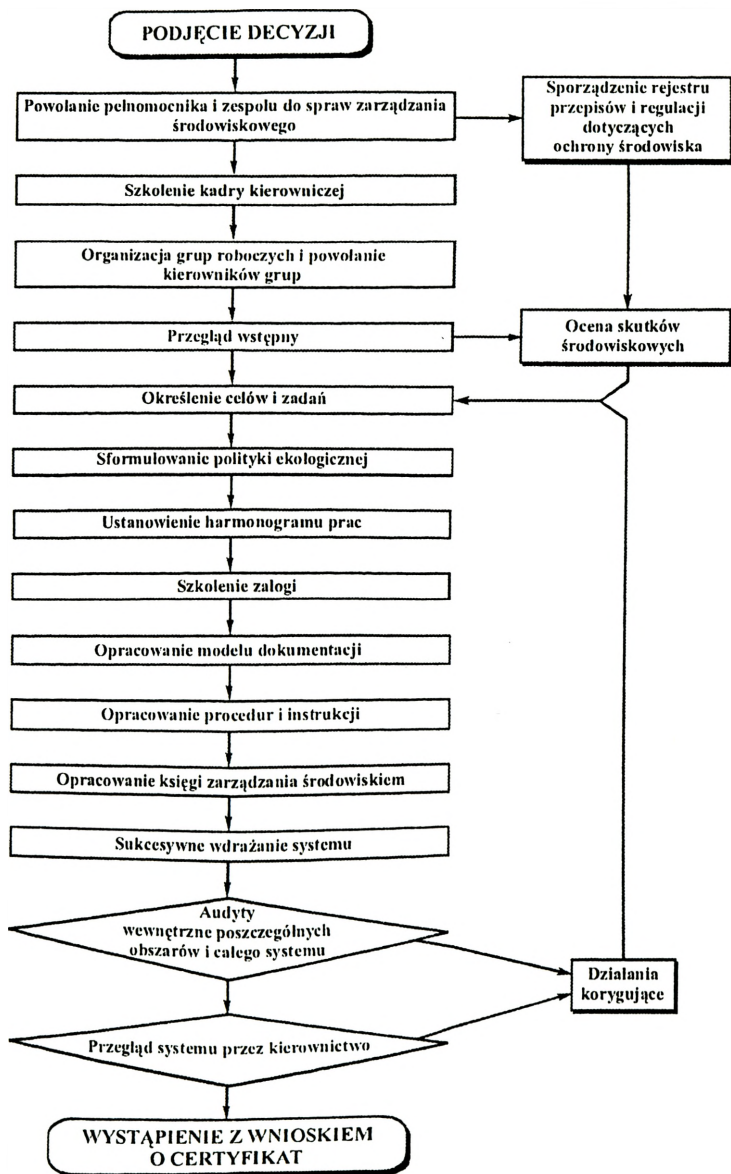 PODJĘCIE DECYZJI
Powołanie pełnomocnika i zespołu do spraw zarządzania
środowiskowego
Sporządzenie rejestru
przepisów i regulacji
dotyczących
ochrony środowiska
Szkolenie kadry kierowniczej
Organizacja grup roboczych i powołanie
kierowników grup
Przegląd wstępny
Ocena skutków
środowiskowych
Określenie celów i zadań
Sformułowanie polityki ekologicznej
Ustanowienie harmonogramu prac
Szkolenie załogi
Opracowanie modelu dokumentacji
Opracowanie procedur i instrukcji
Opracowanie księgi zarządzania środowiskiem
Sukcesywne wdrażanie systemu
Audyty
wewnętrzne poszczególnych
obszarów i całego systemu
Działania
korygujące
Przegląd systemu przez kierownictwo
WYSTĄPIENIE Z WNIOSKIEM
O CERTYFIKAT